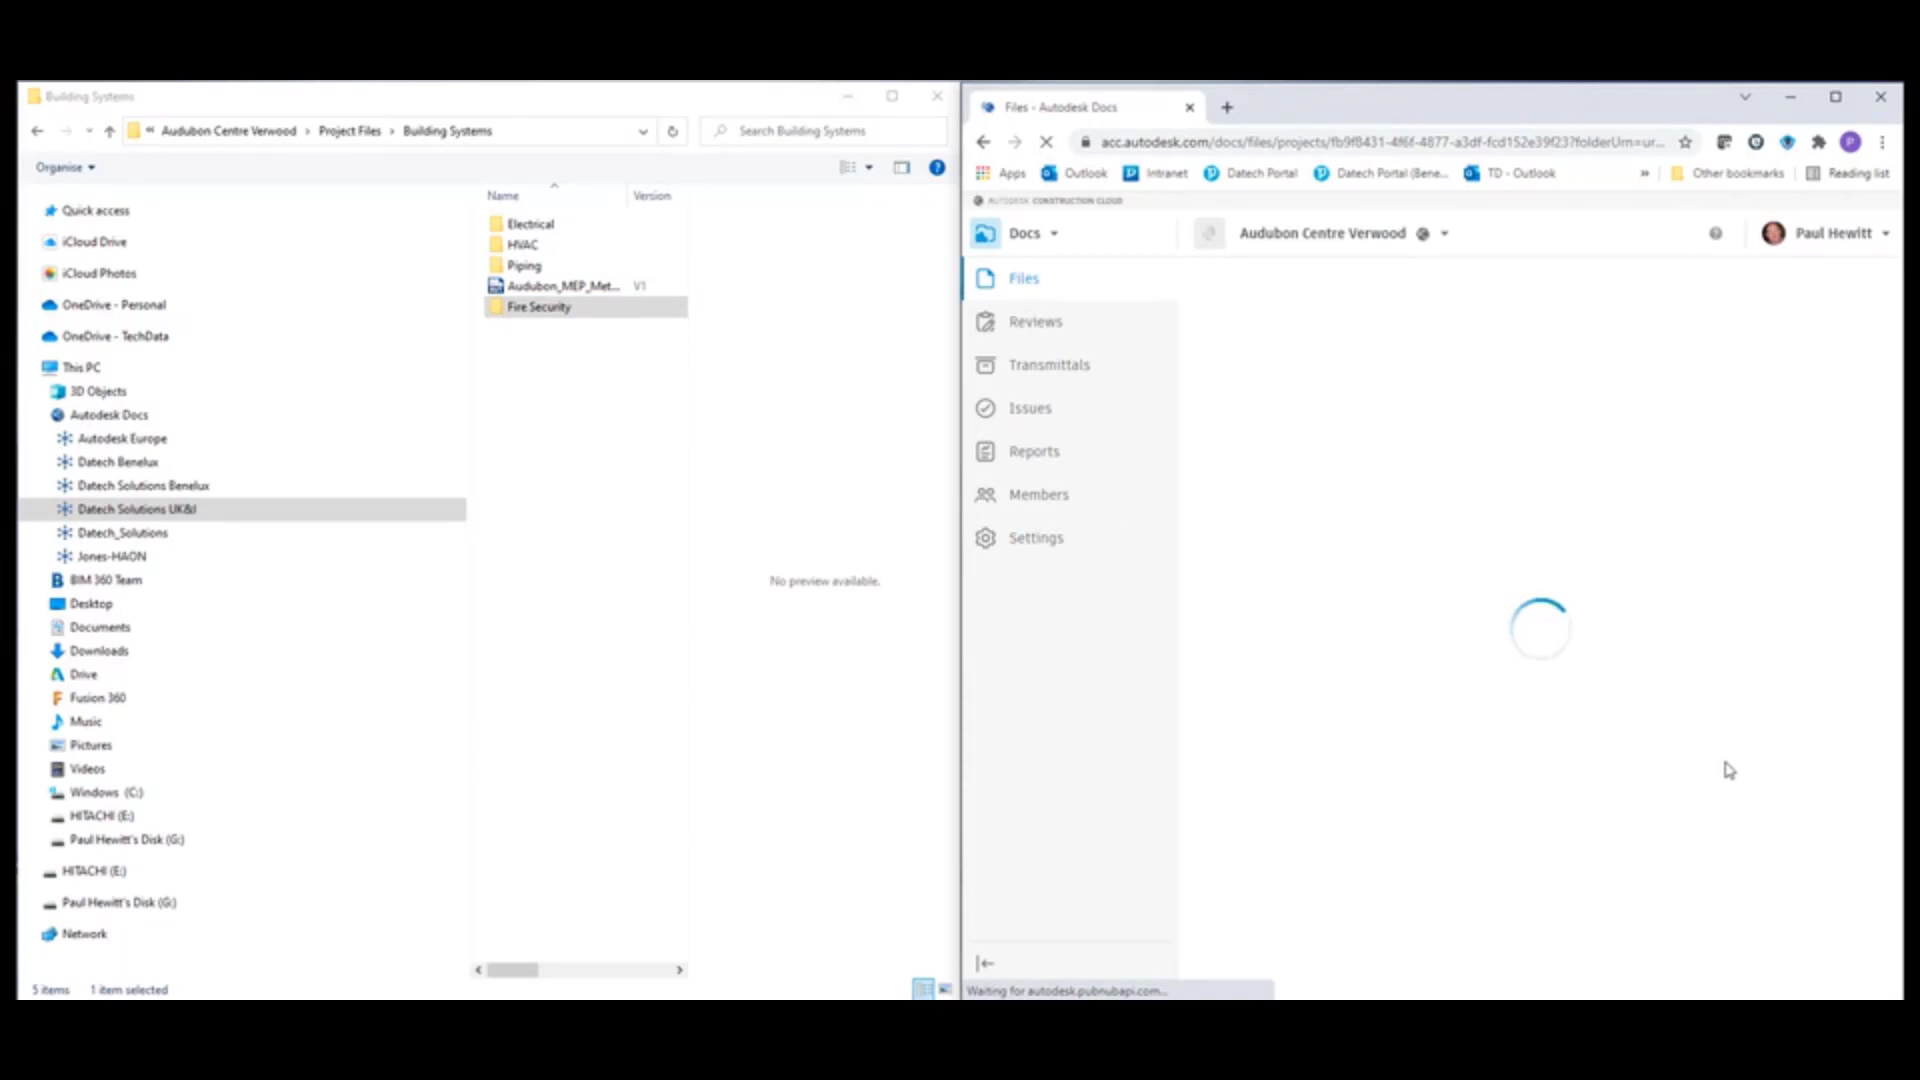 Building Systems
Audubon Centre Verwood > Project Files > Building Systems
Search Building Systems
Organise
Quick access
iCloud Drive
iCloud Photos
OneDrive - Personal
OneDrive - TechData
This PC
3D Objects
Autodesk Docs
Autodesk Europe
Datech Benelux
Datech Solutions Benelux
Datech Solutions UK&I
Datech_Solutions
Jones-HAON
BIM 360 Team
Desktop
Documents
Downloads
Drive
Fusion 360
Music
Pictures
Videos
Windows (C:)
HITACHI (E:)
Paul Hewitt's Disk (G:)
HITACHI (E:)
Paul Hewitt's Disk (G:)
Network
5 items 1 item selected
Name Version
Electrical
HVAC
Piping
Audubon_MEP_Met... V1
Fire Security
No preview available.
Files - Autodesk Docs
acc.autodesk.com/docs/files/projects/fb9f8431-4f6f-4877-a3df-fcd152e39f23?folderUrn=ur...
Apps Outlook Intranet Datech Portal Datech Portal (Bene... TD - Outlook » Other bookmarks Reading list
AUTODESK CONSTRUCTION CLOUD
Docs Audubon Centre Verwood Paul Hewitt
Files
Reviews
Transmittals
Issues
Reports
Members
Settings
Waiting for autodesk.pubnubapi.com...